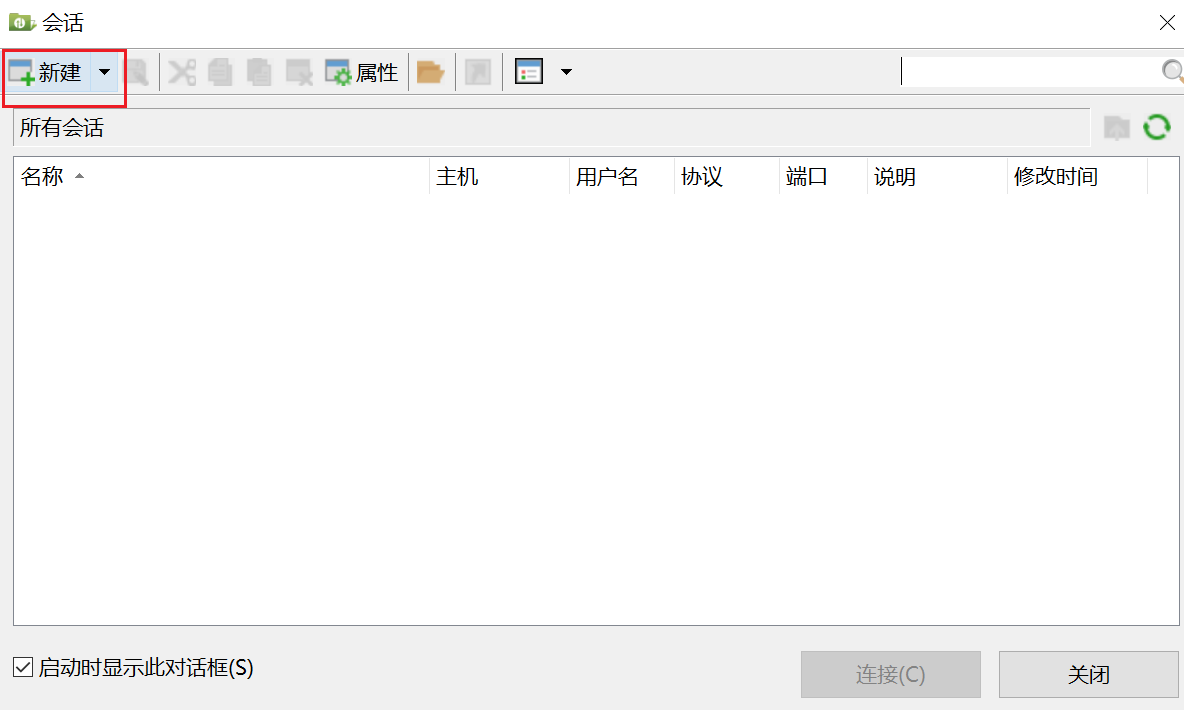 会话
新建 属性
所有会话
名称 主机 用户名 协议 端口 说明 修改时间
启动时显示此对话框(S) 连接(C) 关闭